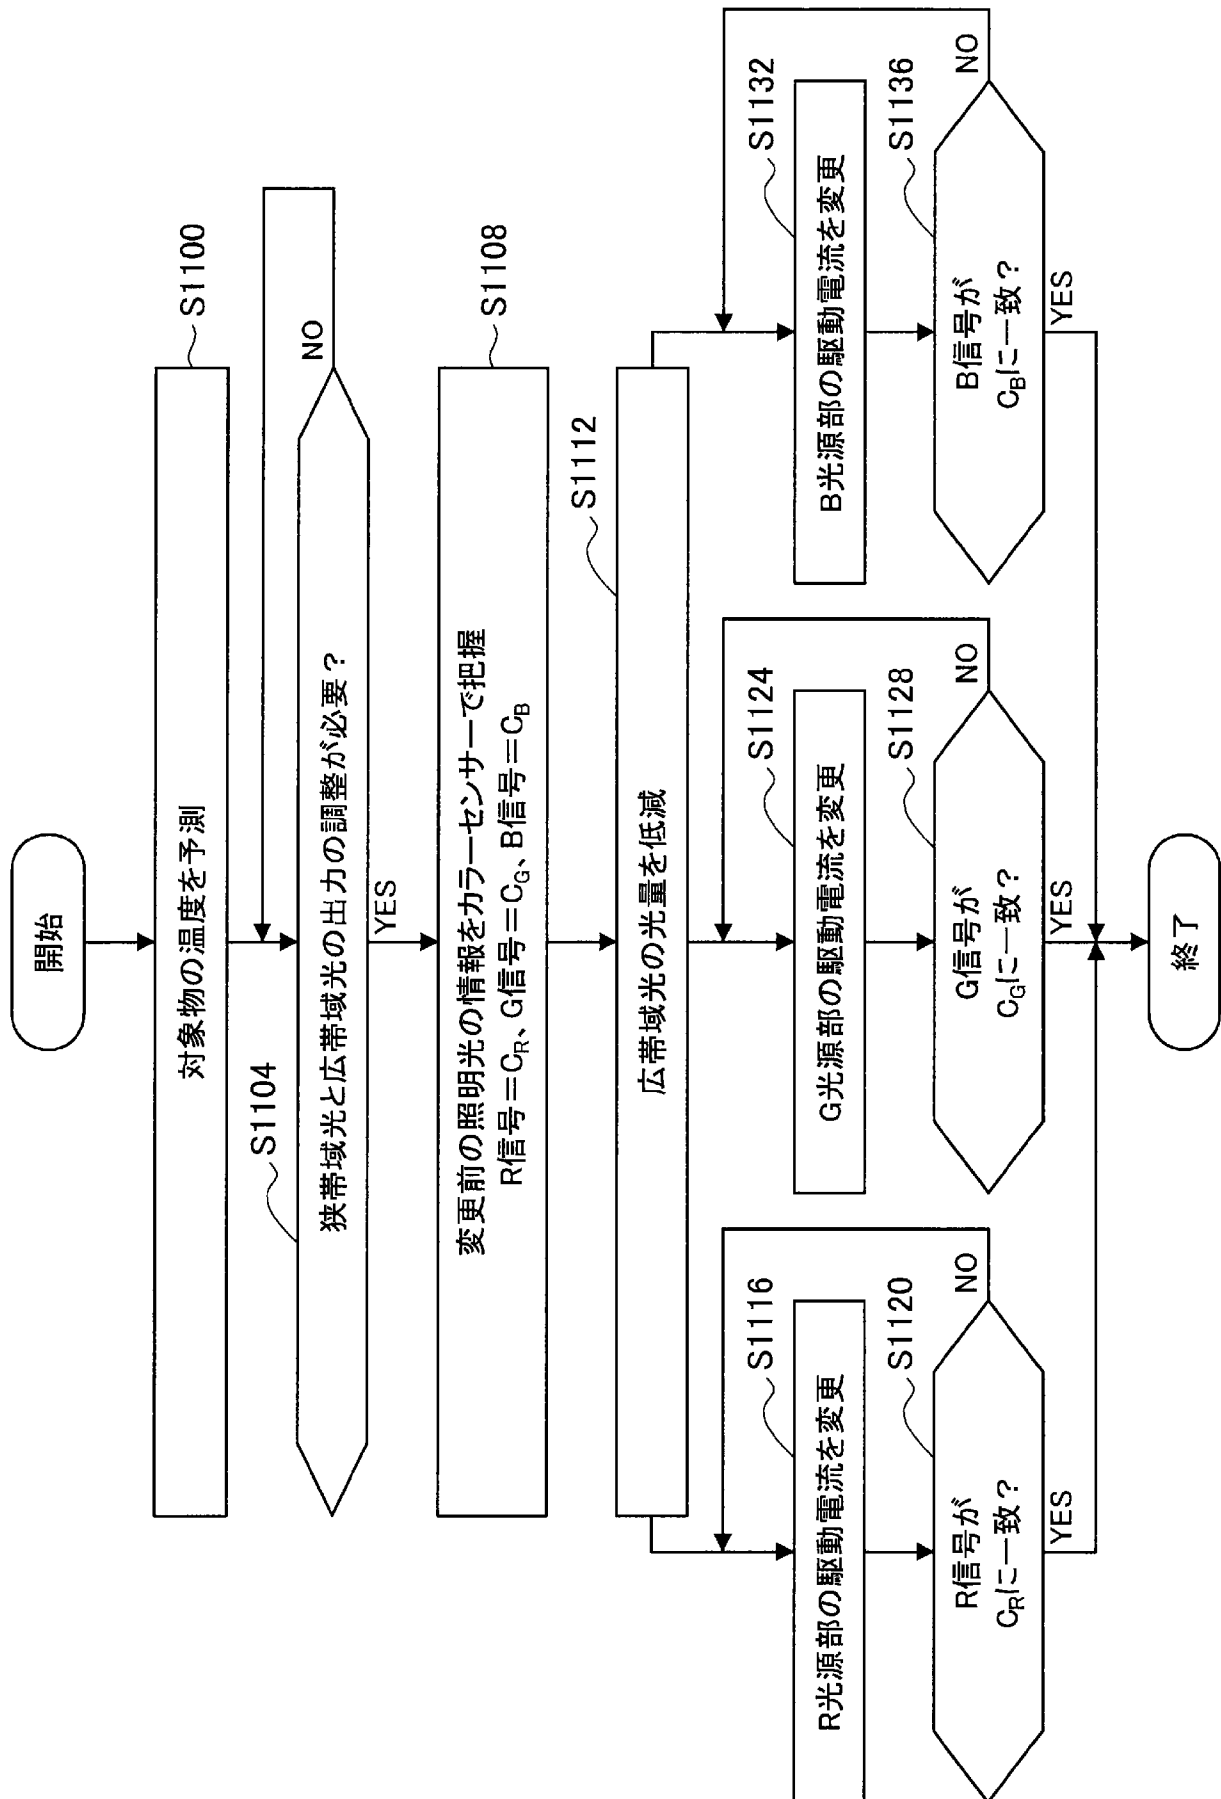 開始
対象物の温度を予測
S1100
S1104
狭帯域光と広帯域光の出力の調整が必要？
NO
YES
変更前の照明光の情報をカラーセンサーで把握
R信号＝CR、G信号＝CG、B信号＝CB
S1108
広帯域光の光量を低減
S1112
R光源部の駆動電流を変更
S1116
R信号が
CRに一致？
S1120
NO
YES
G光源部の駆動電流を変更
S1124
G信号が
CGに一致？
S1128
NO
YES
B光源部の駆動電流を変更
S1132
B信号が
CBに一致？
S1136
NO
YES
終了